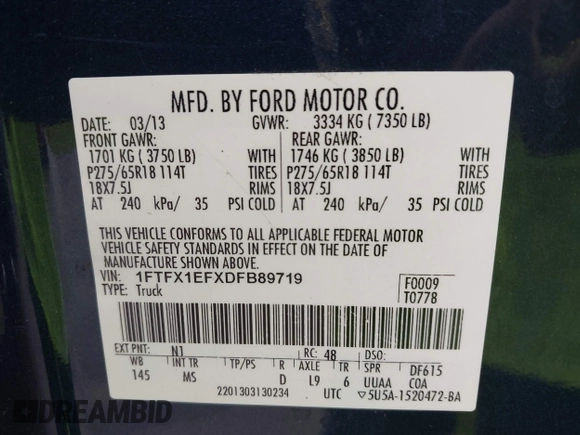 MFD. BY FORD MOTOR CO.
DATE: 03/13 GVWR: 3334 KG ( 7350 LB)
FRONT GAWR: REAR GAWR:
1701 KG ( 3750 LB) WITH 1746 KG ( 3850 LB) WITH
P275/65R18 114T TIRES P275/65R18 114T TIRES
18X7.5J RIMS 18X7.5J RIMS
AT 240 kPa/ 35 PSI COLD AT 240 kPa/ 35 PSI COLD
THIS VEHICLE CONFORMS TO ALL APPLICABLE FEDERAL MOTOR
VEHICLE SAFETY STANDARDS IN EFFECT ON THE DATE OF
MANUFACTURE SHOWN ABOVE.
VIN: 1FTFX1EFXDFB89719 F0009
TYPE: Truck T0778
EXT PNT: N1 RC: 48 DSO:
WB INT TR TP/PS R AXLE TR SPR DF615
145 MS D L9 6 UUAA COA
2201303130234 UTC ▽5U5A-1520472-BA
DREAMBID